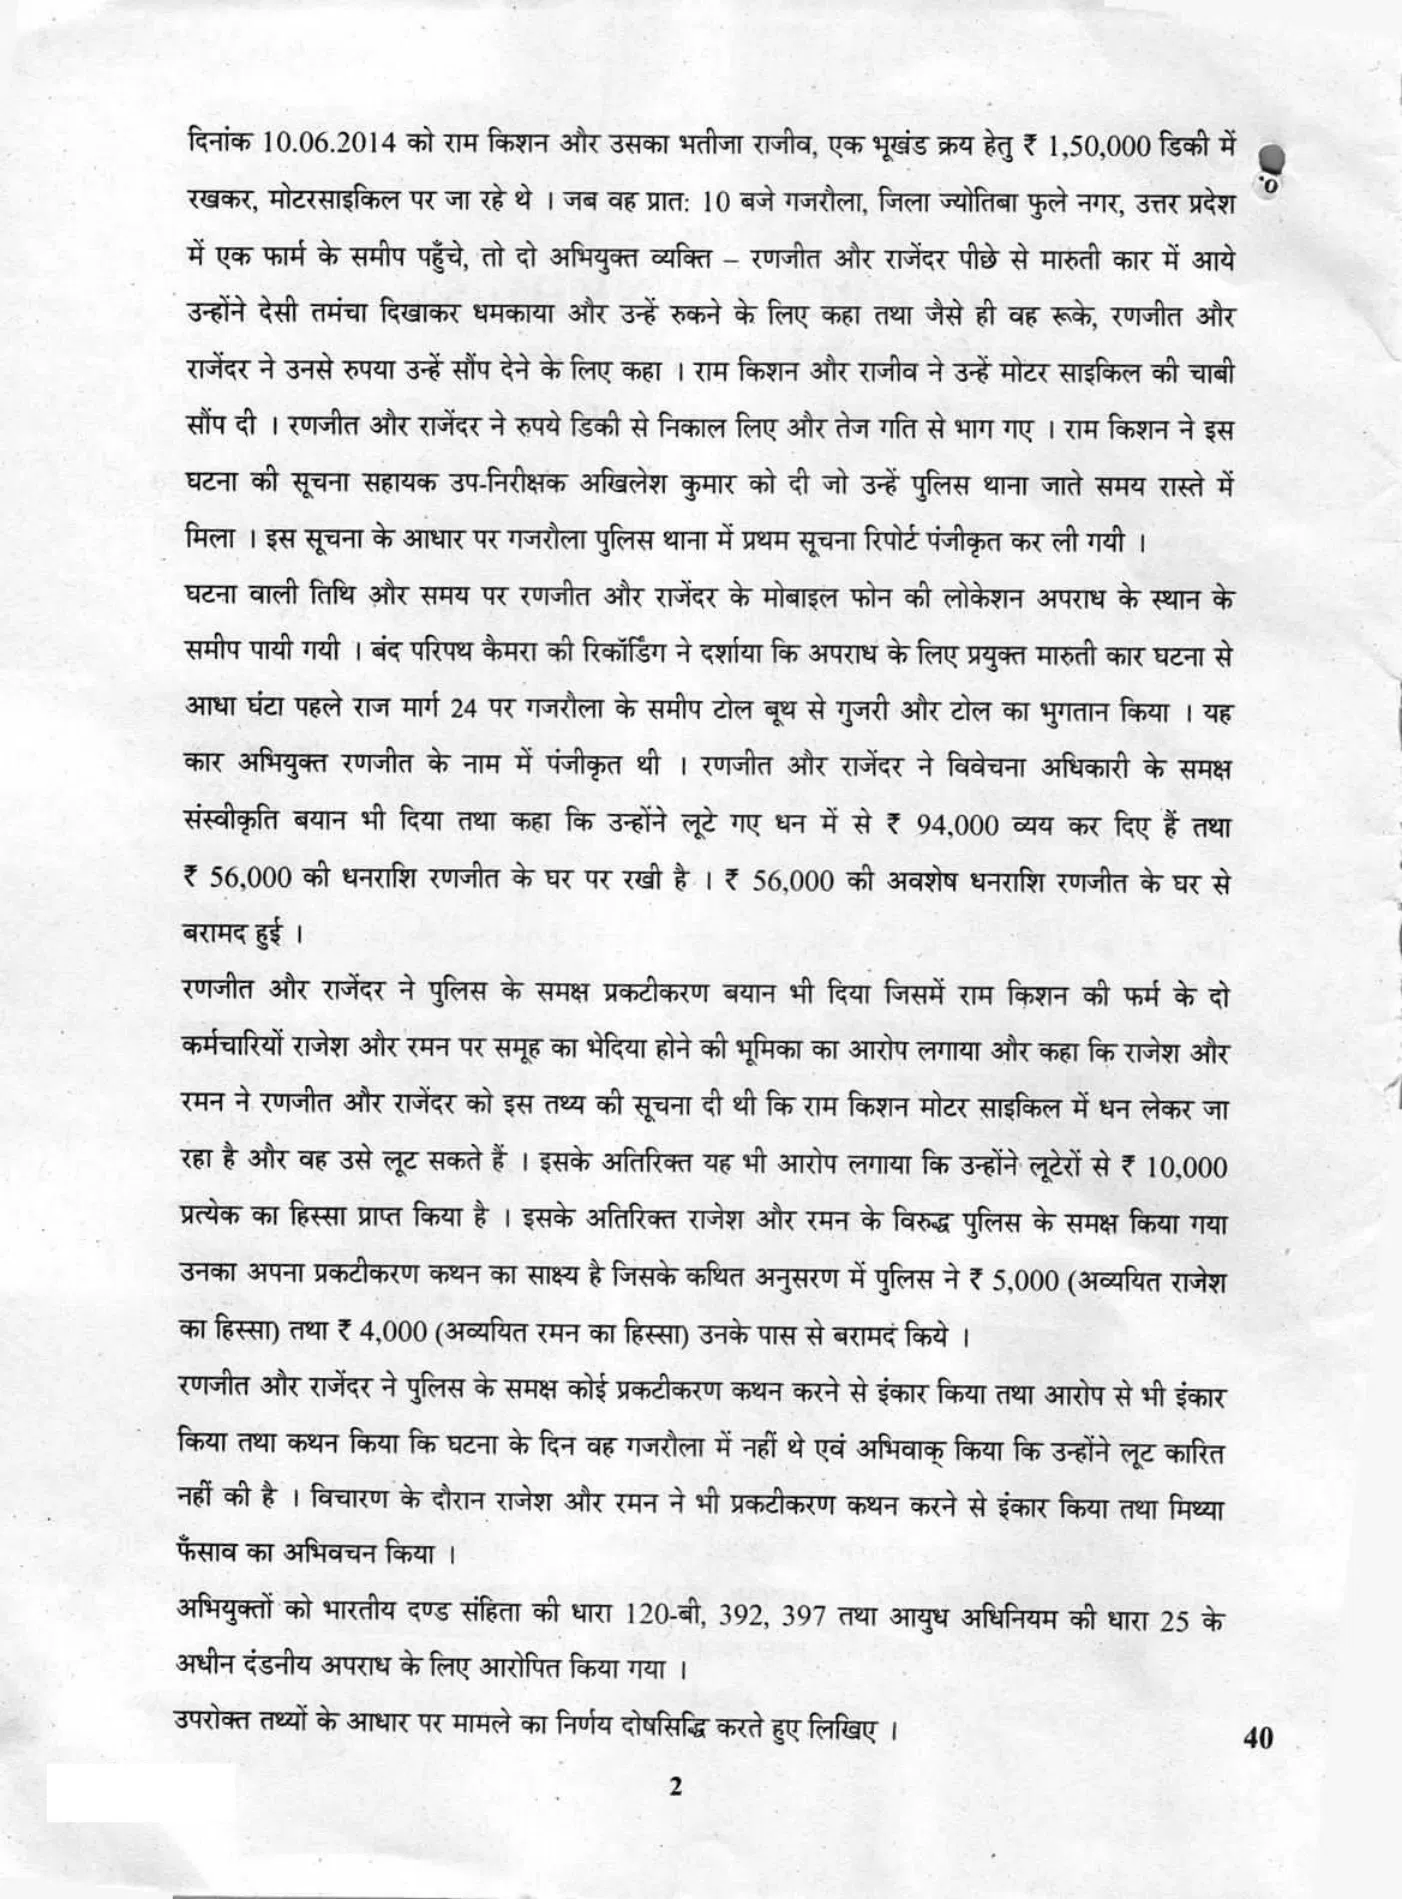 दिनांक 10.06.2014 को राम किशन और उसका भतीजा राजीव, एक भूखंड क्रय हेतु ₹ 1,50,000 डिकी में
रखकर, मोटरसाइकिल पर जा रहे थे । जब वह प्रात: 10 बजे गजरौला, जिला ज्योतिबा फुले नगर, उत्तर प्रदेश
में एक फार्म के समीप पहुँचे, तो दो अभियुक्त व्यक्ति – रणजीत और राजेंदर पीछे से मारुती कार में आये
उन्होंने देसी तमंचा दिखाकर धमकाया और उन्हें रुकने के लिए कहा तथा जैसे ही वह रूके, रणजीत और
राजेंदर ने उनसे रुपया उन्हें सौंप देने के लिए कहा । राम किशन और राजीव ने उन्हें मोटर साइकिल की चाबी
सौंप दी । रणजीत और राजेंदर ने रुपये डिकी से निकाल लिए और तेज गति से भाग गए । राम किशन ने इस
घटना की सूचना सहायक उप-निरीक्षक अखिलेश कुमार को दी जो उन्हें पुलिस थाना जाते समय रास्ते में
मिला । इस सूचना के आधार पर गजरौला पुलिस थाना में प्रथम सूचना रिपोर्ट पंजीकृत कर ली गयी ।
घटना वाली तिथि और समय पर रणजीत और राजेंदर के मोबाइल फोन की लोकेशन अपराध के स्थान के
समीप पायी गयी । बंद परिपथ कैमरा की रिकॉर्डिंग ने दर्शाया कि अपराध के लिए प्रयुक्त मारुती कार घटना से
आधा घंटा पहले राज मार्ग 24 पर गजरौला के समीप टोल बूथ से गुजरी और टोल का भुगतान किया । यह
कार अभियुक्त रणजीत के नाम में पंजीकृत थी । रणजीत और राजेंदर ने विवेचना अधिकारी के समक्ष
संस्वीकृति बयान भी दिया तथा कहा कि उन्होंने लूटे गए धन में से ₹ 94,000 व्यय कर दिए हैं तथा
₹ 56,000 की धनराशि रणजीत के घर पर रखी है । ₹ 56,000 की अवशेष धनराशि रणजीत के घर से
बरामद हुई ।
रणजीत और राजेंदर ने पुलिस के समक्ष प्रकटीकरण बयान भी दिया जिसमें राम किशन की फर्म के दो
कर्मचारियों राजेश और रमन पर समूह का भेदिया होने की भूमिका का आरोप लगाया और कहा कि राजेश और
रमन ने रणजीत और राजेंदर को इस तथ्य की सूचना दी थी कि राम किशन मोटर साइकिल में धन लेकर जा
रहा है और वह उसे लूट सकते हैं । इसके अतिरिक्त यह भी आरोप लगाया कि उन्होंने लूटेरों से ₹ 10,000
प्रत्येक का हिस्सा प्राप्त किया है । इसके अतिरिक्त राजेश और रमन के विरुद्ध पुलिस के समक्ष किया गया
उनका अपना प्रकटीकरण कथन का साक्ष्य है जिसके कथित अनुसरण में पुलिस ने ₹ 5,000 (अव्ययित राजेश
का हिस्सा) तथा ₹ 4,000 (अव्ययित रमन का हिस्सा) उनके पास से बरामद किये ।
रणजीत और राजेंदर ने पुलिस के समक्ष कोई प्रकटीकरण कथन करने से इंकार किया तथा आरोप से भी इंकार
किया तथा कथन किया कि घटना के दिन वह गजरौला में नहीं थे एवं अभिवाक् किया कि उन्होंने लूट कारित
नहीं की है । विचारण के दौरान राजेश और रमन ने भी प्रकटीकरण कथन करने से इंकार किया तथा मिथ्या
फँसाव का अभिवचन किया ।
अभियुक्तों को भारतीय दण्ड संहिता की धारा 120-बी, 392, 397 तथा आयुध अधिनियम की धारा 25 के
अधीन दंडनीय अपराध के लिए आरोपित किया गया ।
उपरोक्त तथ्यों के आधार पर मामले का निर्णय दोषसिद्धि करते हुए लिखिए ।
40
2